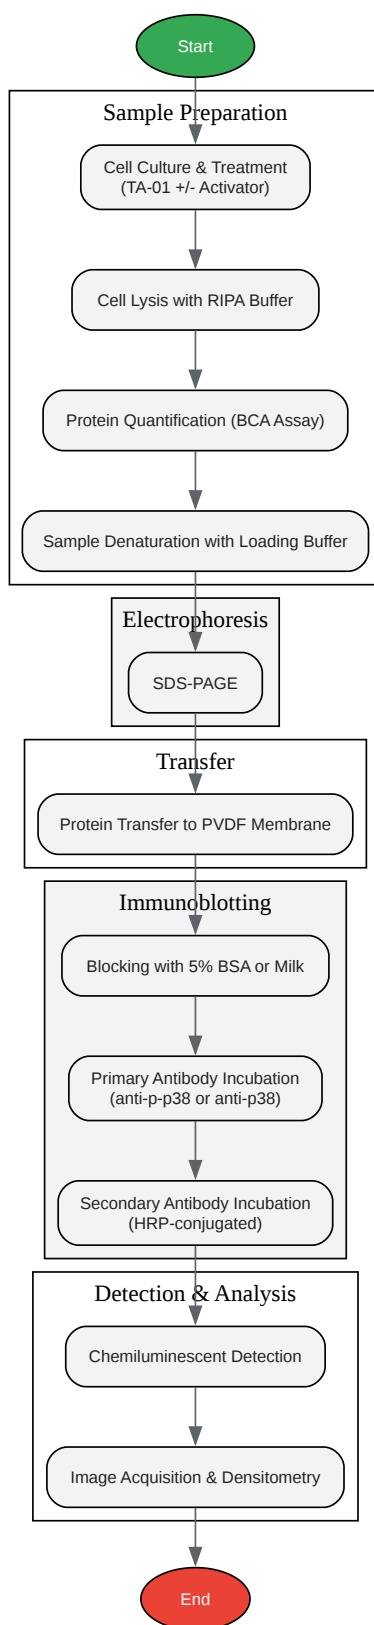 Start
Sample Preparation
Cell Culture & Treatment
(TA-01 +/- Activator)
Cell Lysis with RIPA Buffer
Protein Quantification (BCA Assay)
Sample Denaturation with Loading Buffer
Electrophoresis
SDS-PAGE
Transfer
Protein Transfer to PVDF Membrane
Immunoblotting
Blocking with 5% BSA or Milk
Primary Antibody Incubation
(anti-p-p38 or anti-p38)
Secondary Antibody Incubation
(HRP-conjugated)
Detection & Analysis
Chemiluminescent Detection
Image Acquisition & Densitometry
End